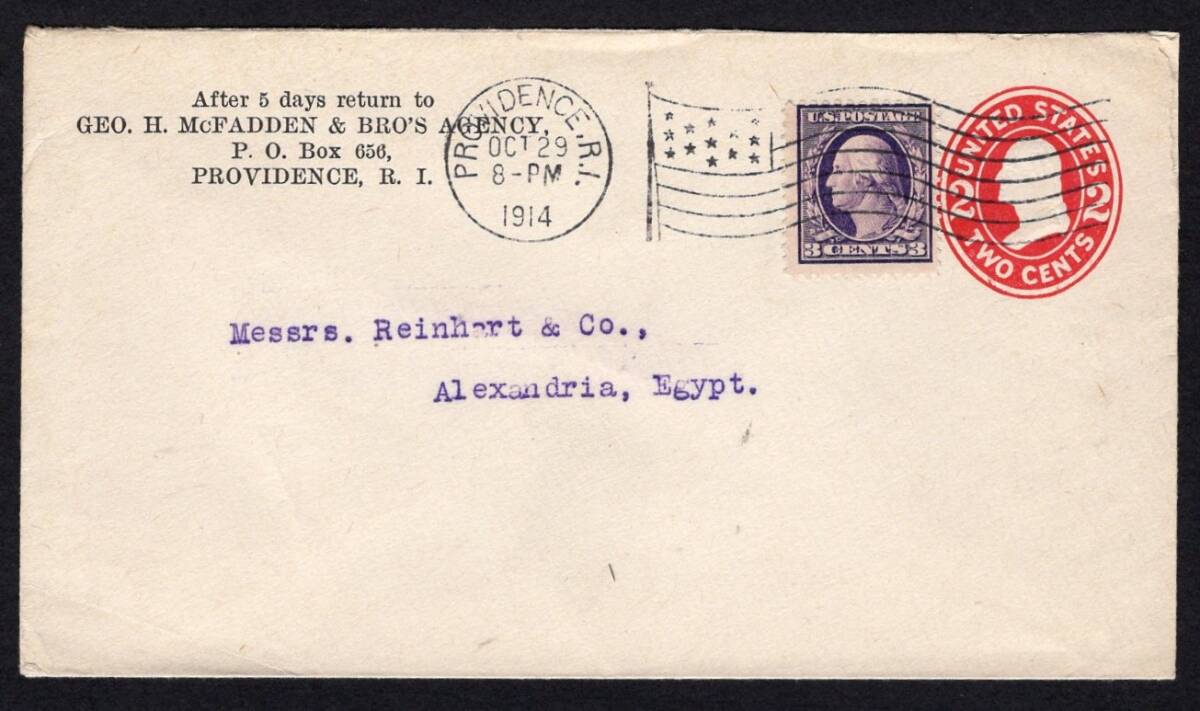 After 5 days return to
GEO. H. McFADDEN & BRO'S AGENCY,
P. O. Box 656,
PROVIDENCE, R. I.
PROVIDENCE, R.I.
OCT 29
8-PM
1914
U.S. POSTAGE
3 CENTS 3
UNITED STATES
2 2
TWO CENTS
Messrs. Reinhart & Co.,
Alexandria, Egypt.